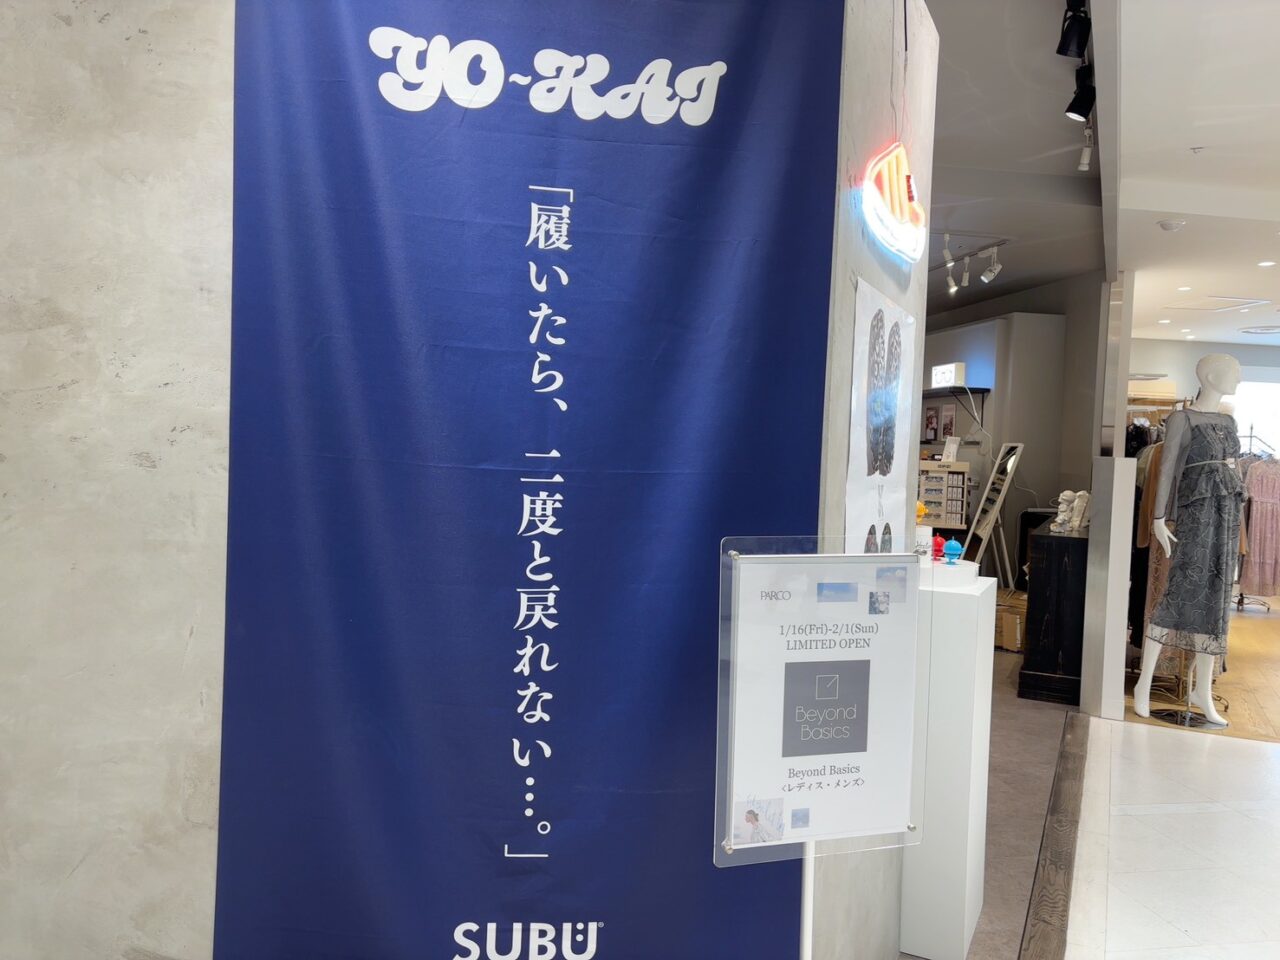 YO~KAI
「履いたら、二度と戻れない…。」
SUBU
PARCO
1/16(Fri)-2/1(Sun)
LIMITED OPEN
Beyond
Basics
Beyond Basics
<レディス・メンズ>